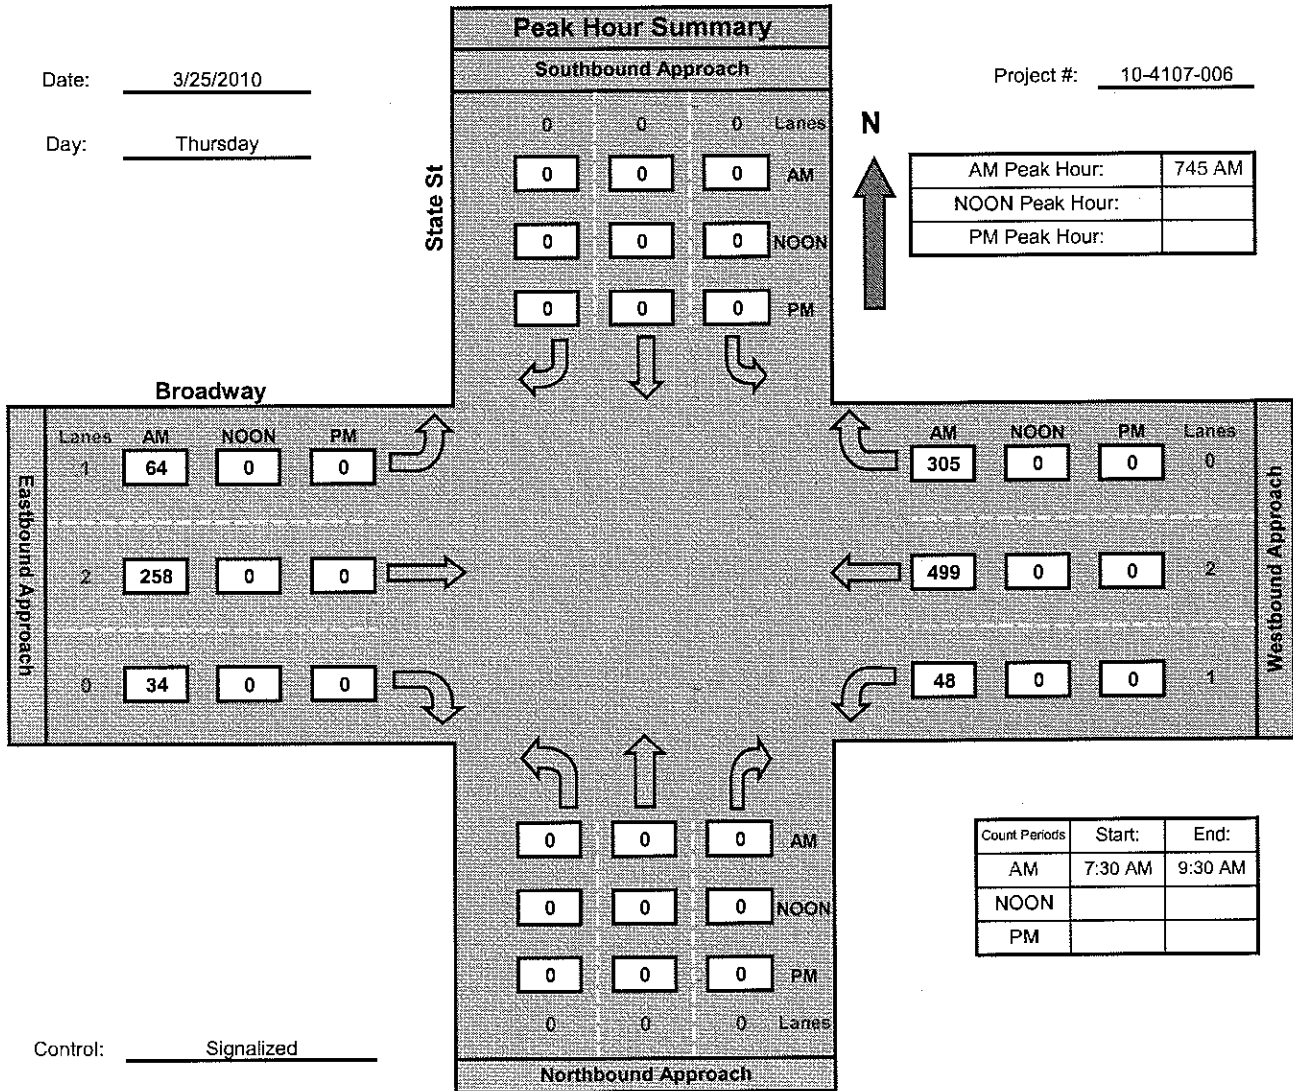 Peak Hour Summary
Southbound Approach
Date: 3/25/2010
Project #: 10-4107-006
Day: Thursday
State St
N
0 0 0 Lanes
0 0 0 AM
0 0 0 NOON
0 0 0 PM
AM Peak Hour: 745 AM
NOON Peak Hour:
PM Peak Hour:
Broadway
Eastbound Approach
Lanes AM NOON PM
1 64 0 0
2 258 0 0
0 34 0 0
AM NOON PM Lanes
305 0 0 0
499 0 0 2
48 0 0 1
Westbound Approach
0 0 0 AM
0 0 0 NOON
0 0 0 PM
0 0 0 Lanes
Northbound Approach
Count Periods Start: End:
AM 7:30 AM 9:30 AM
NOON
PM
Control: Signalized